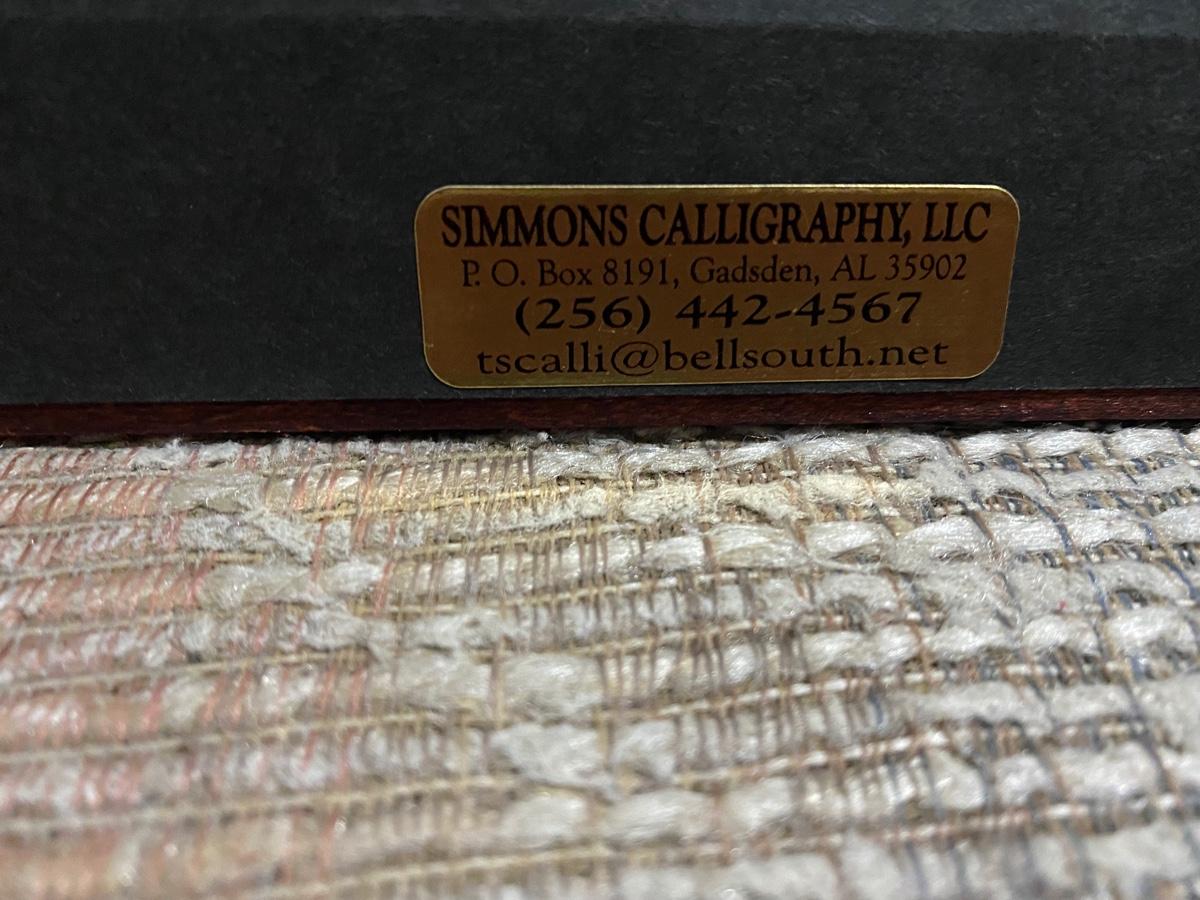 SIMMONS CALLIGRAPHY, LLC
P. O. Box 8191, Gadsden, AL 35902
(256) 442-4567
tscalli@bellsouth.net